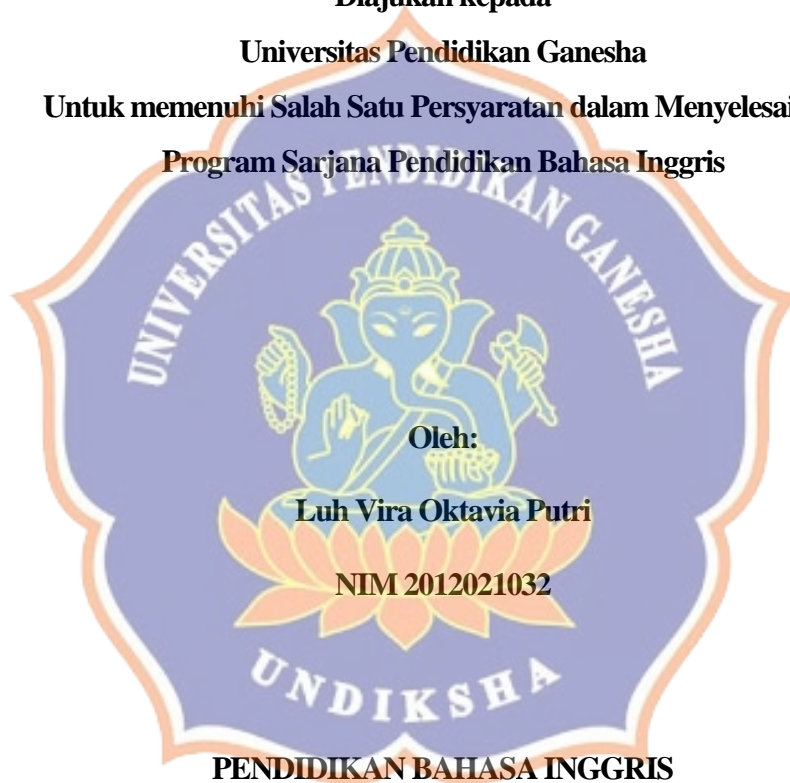 Diajukan kepada
Universitas Pendidikan Ganesha
Untuk memenuhi Salah Satu Persyaratan dalam Menyelesai
Program Sarjana Pendidikan Bahasa Inggris
UNIVERSITAS PENDIDIKAN GANESHA
Oleh:
Luh Vira Oktavia Putri
NIM 2012021032
UNDIKSHA
PENDIDIKAN BAHASA INGGRIS